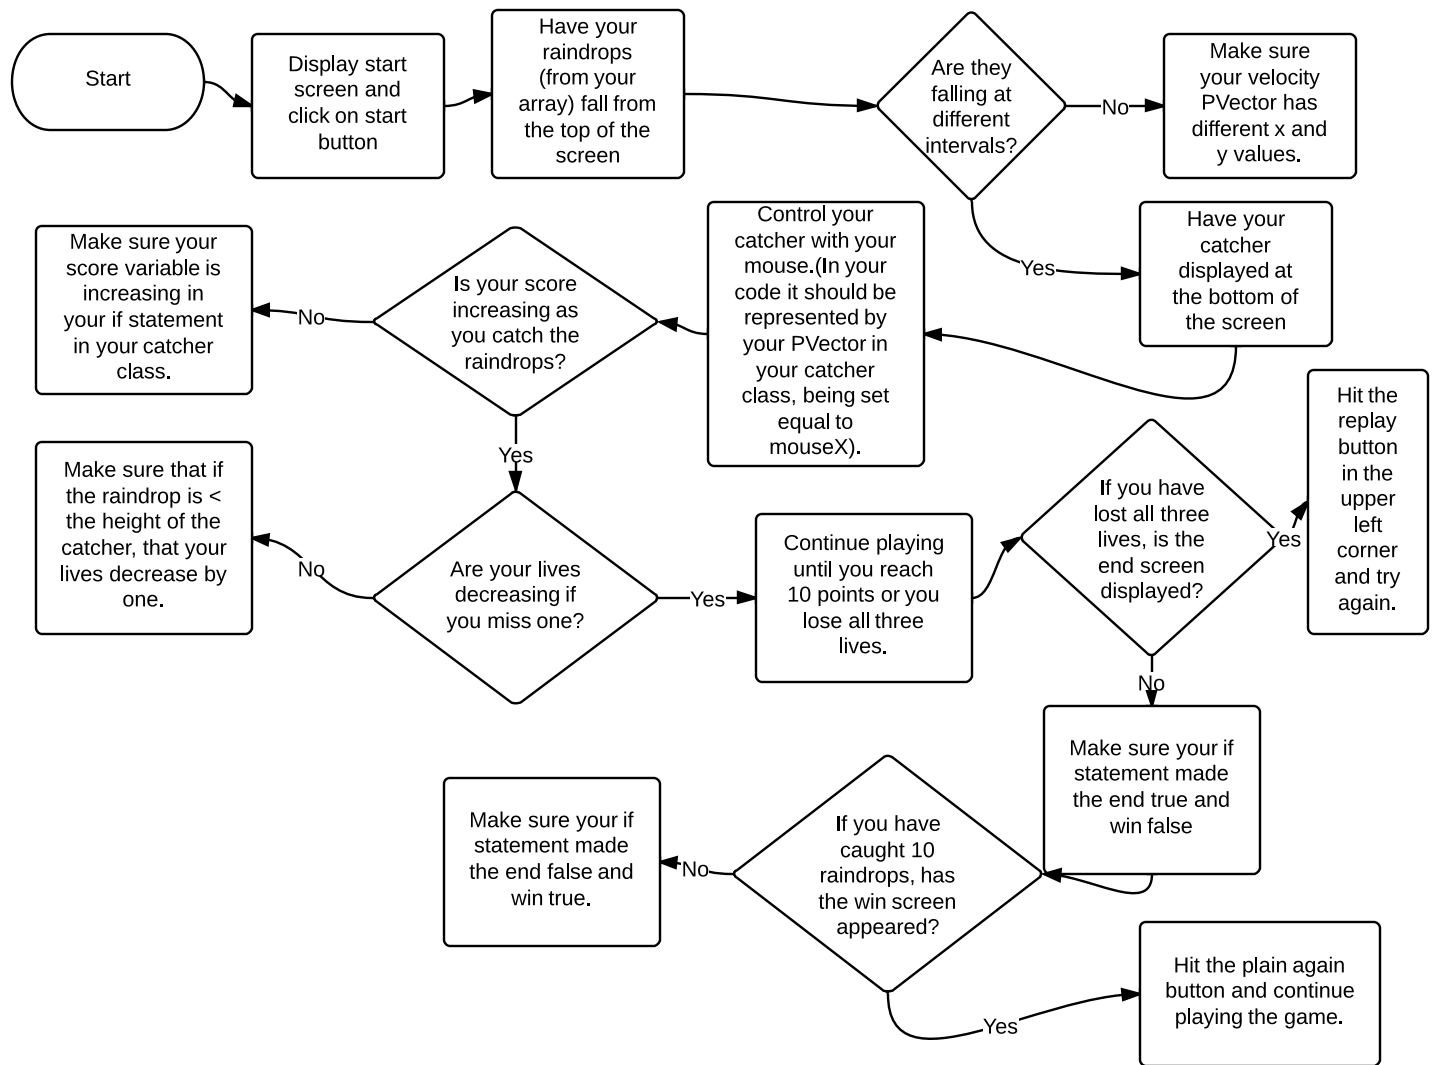 Start
Display start
screen and
click on start
button
Have your
raindrops
(from your
array) fall from
the top of the
screen
Are they
falling at
different
intervals?
No
Make sure
your velocity
PVector has
different x and
y values.
Yes
Have your
catcher
displayed at
the bottom of
the screen
Control your
catcher with your
mouse.(In your
code it should be
represented by
your PVector in
your catcher
class, being set
equal to
mouseX).
Is your score
increasing as
you catch the
raindrops?
No
Make sure your
score variable is
increasing in
your if statement
in your catcher
class.
Yes
Are your lives
decreasing if
you miss one?
No
Make sure that if
the raindrop is <
the height of the
catcher, that your
lives decrease by
one.
Yes
Continue playing
until you reach
10 points or you
lose all three
lives.
If you have
lost all three
lives, is the
end screen
displayed?
Yes
Hit the
replay
button
in the
upper
left
corner
and try
again.
No
Make sure your if
statement made
the end true and
win false
If you have
caught 10
raindrops, has
the win screen
appeared?
No
Make sure your if
statement made
the end false and
win true.
Yes
Hit the plain again
button and continue
playing the game.